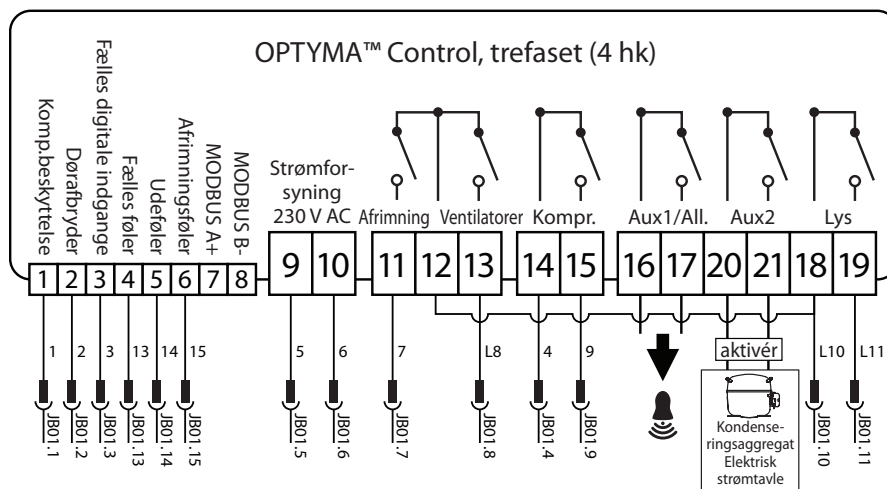 OPTYMA™ Control, trefaset (4 hk)
Komp.beskyttelse
Dørafbryder
Fælles digitale indgange
Fælles føler
Udeføler
Afrimningsføler
MODBUS A+
MODBUS B-
Strømfor-
syning
230 V AC
Afrimning
Ventilatorer
Kompr.
Aux1/All.
Aux2
Lys
1 2 3 4 5 6 7 8
9 10
11 12 13
14 15
16 17 20 21 18 19
1 2 3 13 14 15 5 6 7 L8 4 9
aktivér
L10 L11
JB01.1
JB01.2
JB01.3
JB01.13
JB01.14
JB01.15
JB01.5
JB01.6
JB01.7
JB01.8
JB01.4
JB01.9
Kondense-
ringsaggregat
Elektrisk
strømtavle
JB01.10
JB01.11